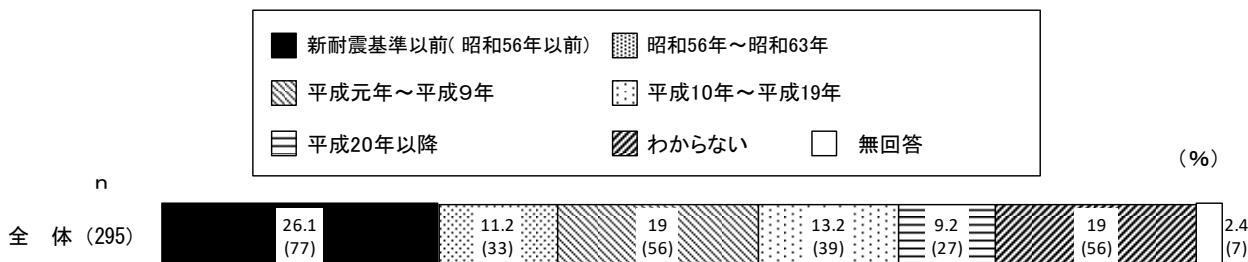 新耐震基準以前( 昭和56年以前) 昭和56年～昭和63年
平成元年～平成９年 平成10年～平成19年
平成20年以降 わからない 無回答
（％）
ｎ
全　体 (295) 26.1 11.2 19 13.2 9.2 19 2.4
(77) (33) (56) (39) (27) (56) (7)